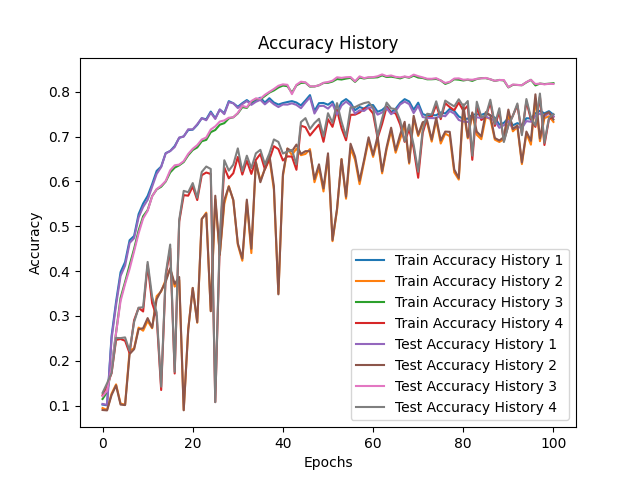 Accuracy History
Accuracy
0.8
0.7
0.6
0.5
0.4
0.3
0.2
0.1
0
20
40
60
80
100
Epochs
Train Accuracy History 1
Train Accuracy History 2
Train Accuracy History 3
Train Accuracy History 4
Test Accuracy History 1
Test Accuracy History 2
Test Accuracy History 3
Test Accuracy History 4